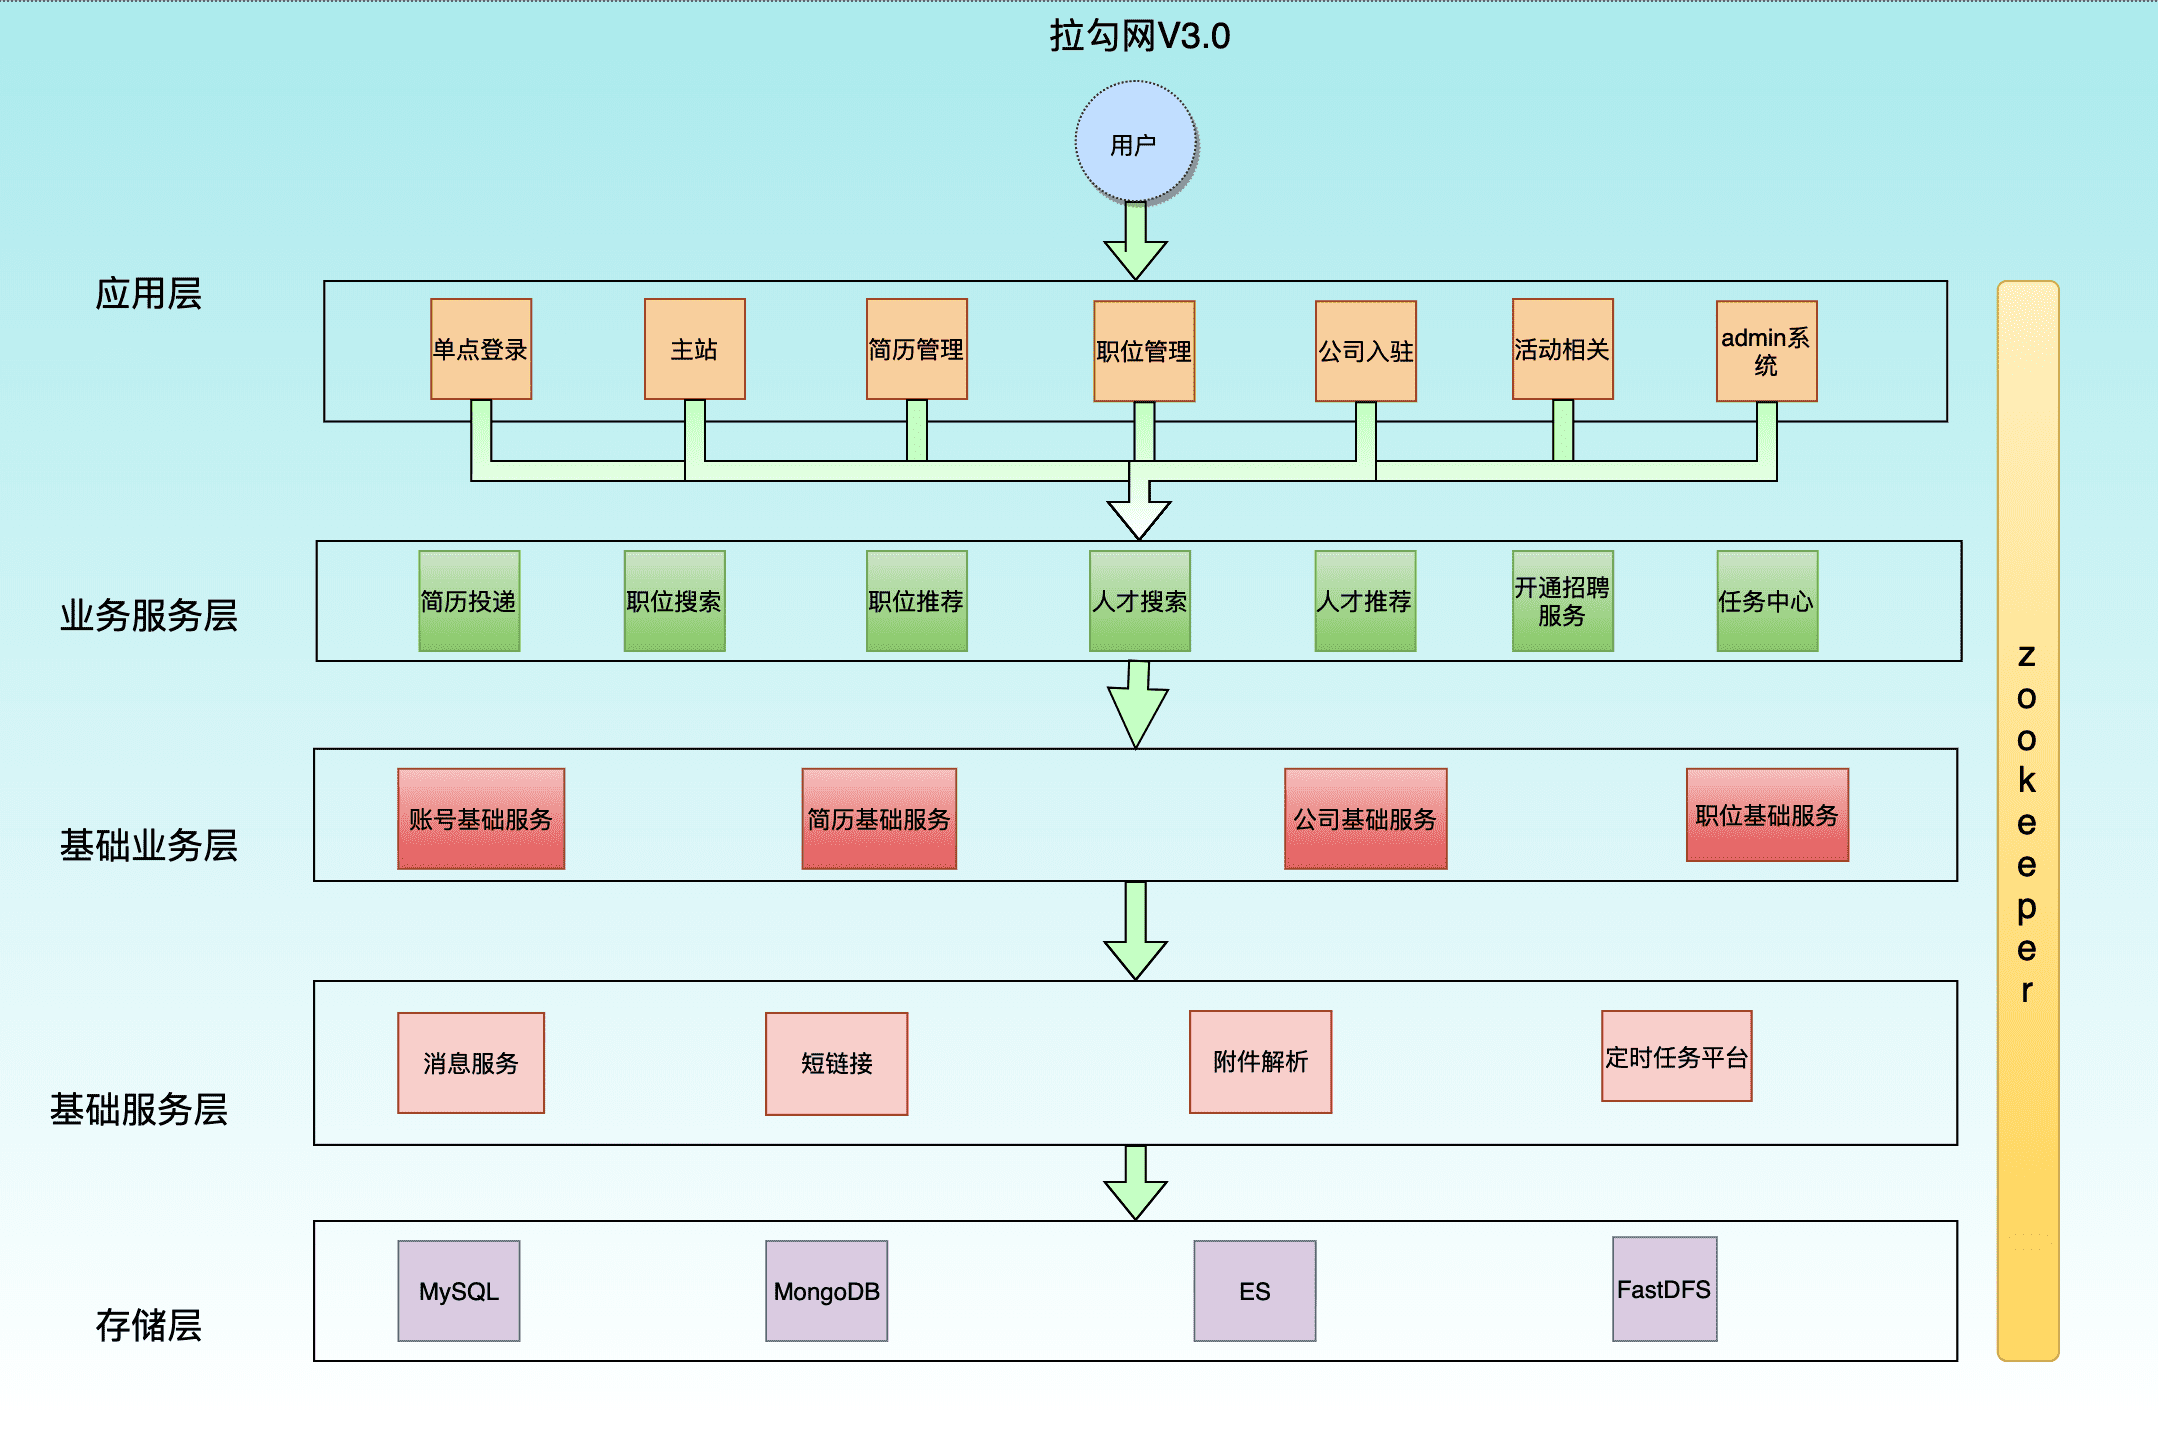 拉勾网V3.0
用户
应用层
单点登录
主站
简历管理
职位管理
公司入驻
活动相关
admin系
统
业务服务层
简历投递
职位搜索
职位推荐
人才搜索
人才推荐
开通招聘
服务
任务中心
基础业务层
账号基础服务
简历基础服务
公司基础服务
职位基础服务
基础服务层
消息服务
短链接
附件解析
定时任务平台
存储层
MySQL
MongoDB
ES
FastDFS
zookeeper